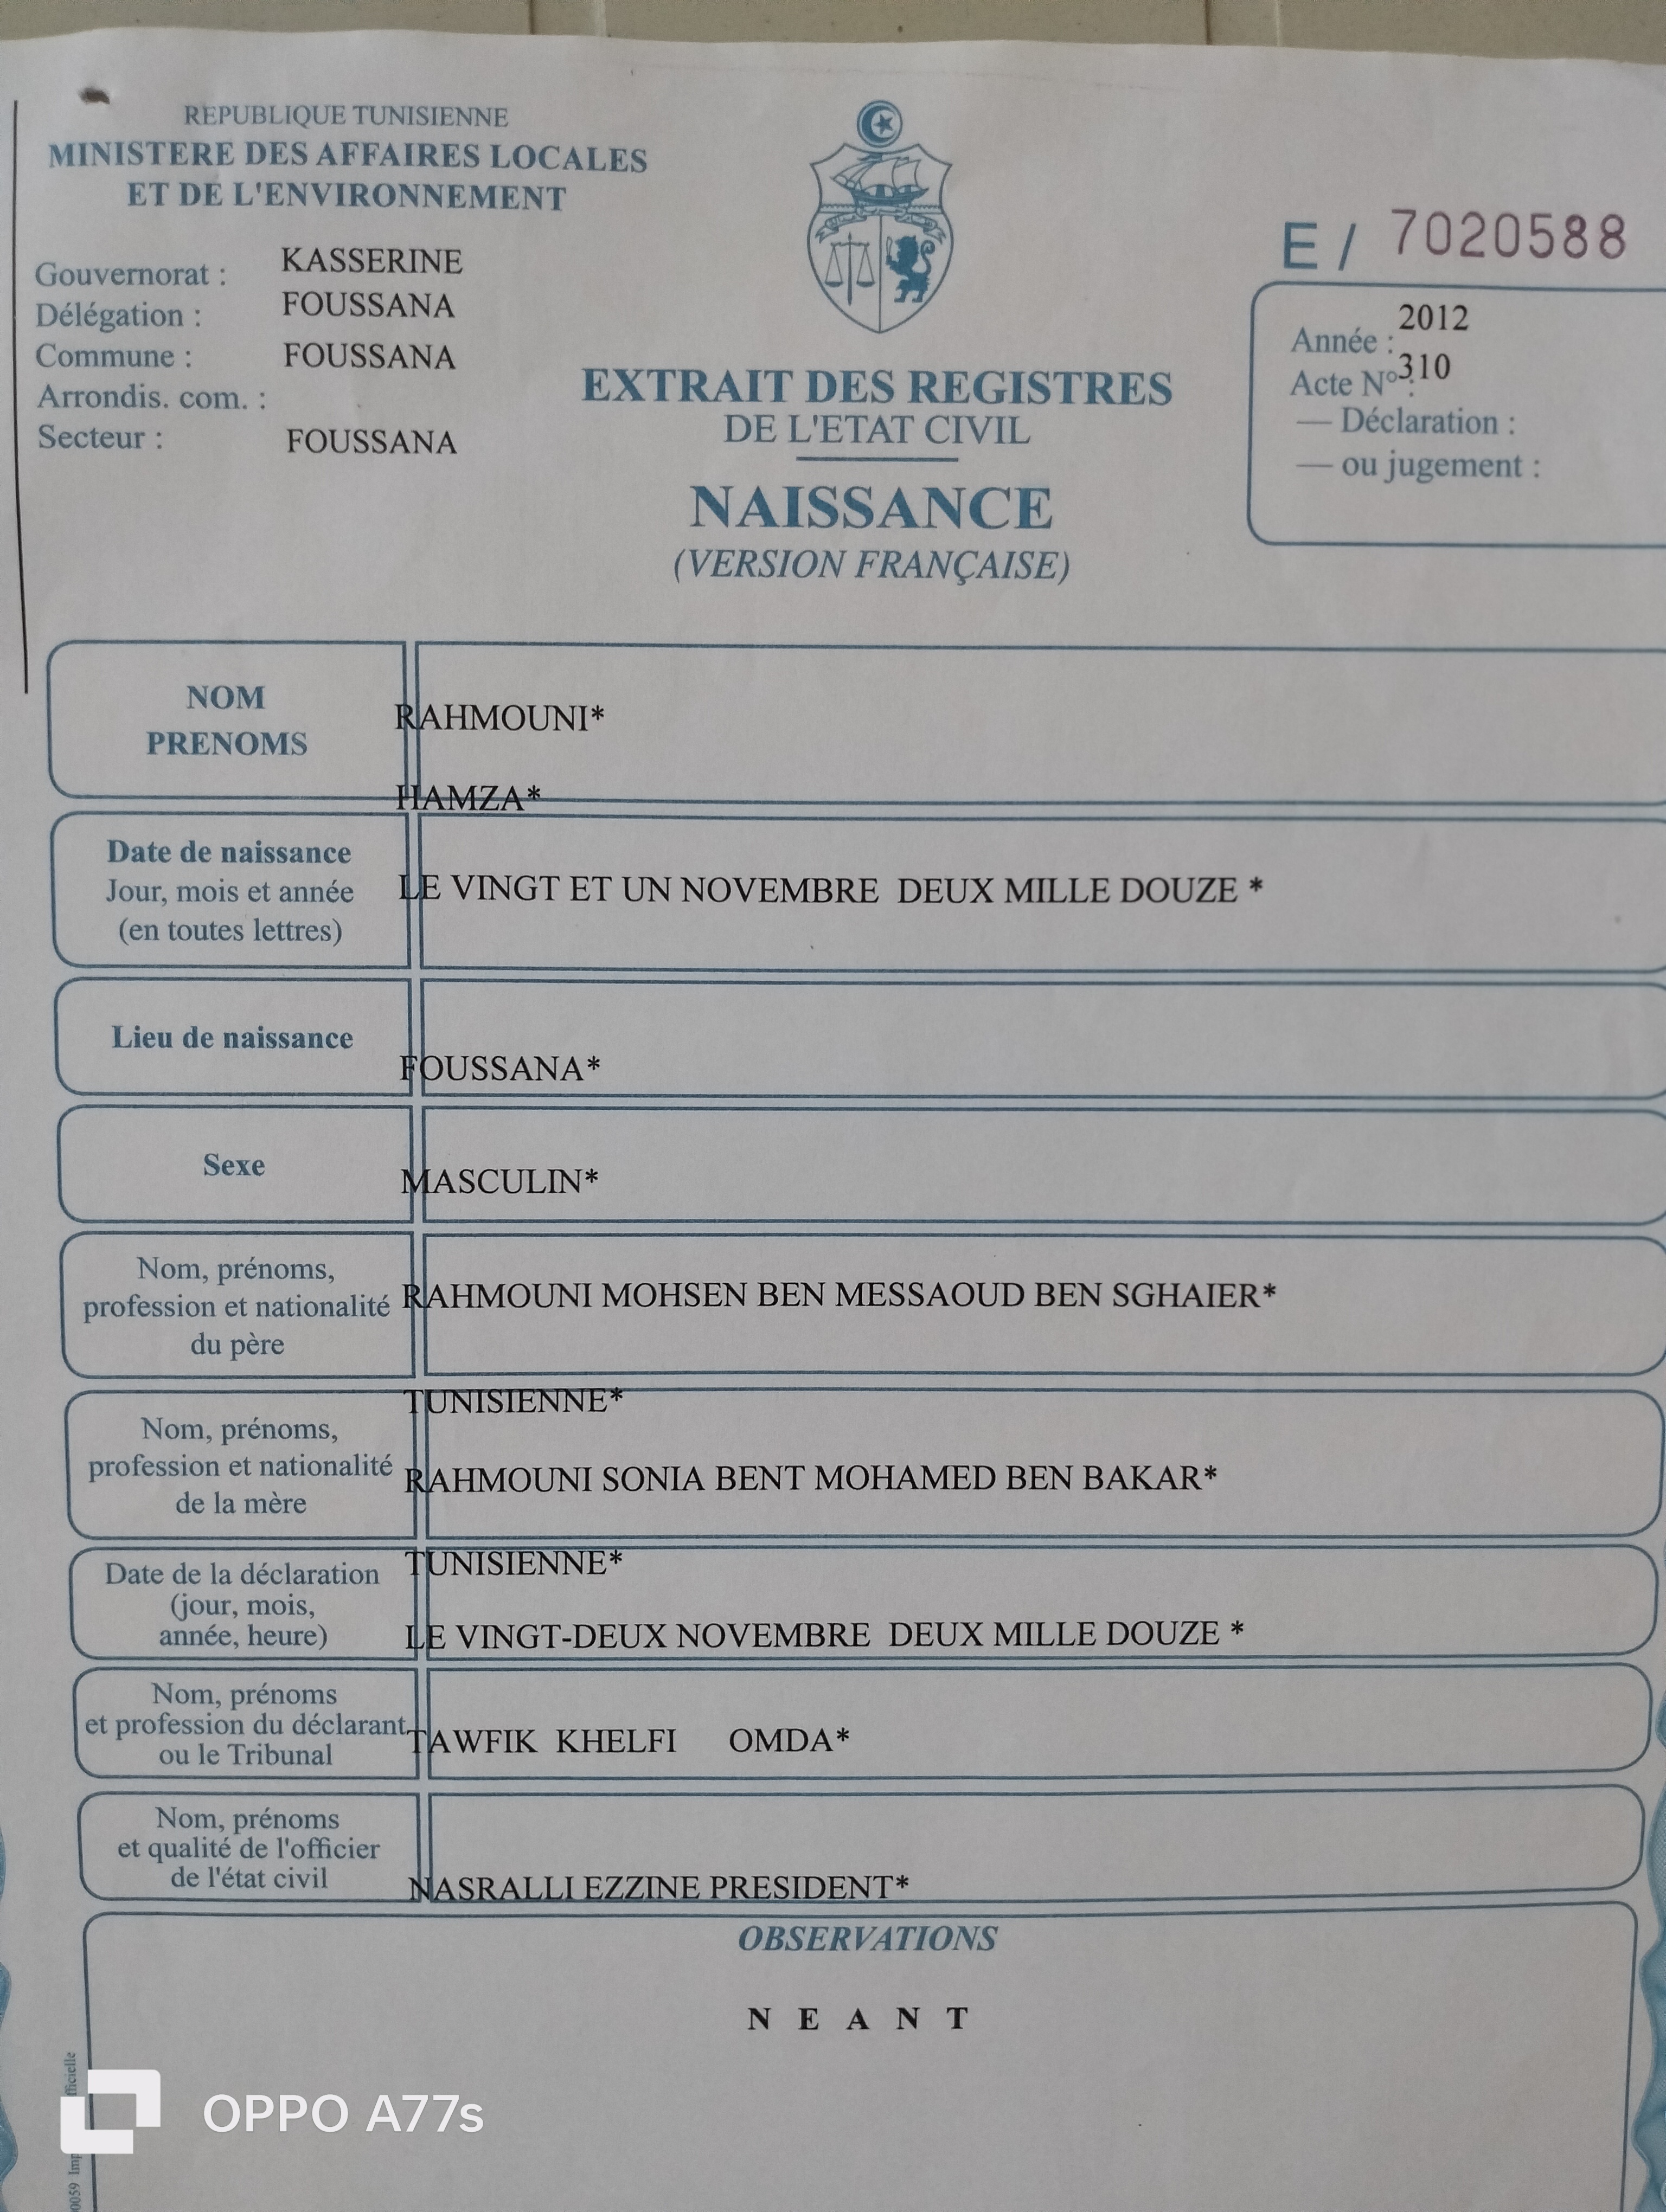 REPUBLIQUE TUNISIENNE
MINISTERE DES AFFAIRES LOCALES
ET DE L'ENVIRONNEMENT
Gouvernorat : KASSERINE
Délégation : FOUSSANA
Commune : FOUSSANA
Arrondis. com. :
Secteur : FOUSSANA
EXTRAIT DES REGISTRES
DE L'ETAT CIVIL
NAISSANCE
(VERSION FRANÇAISE)
E / 7020588
Année : 2012
Acte N° : 310
— Déclaration :
— ou jugement :
NOM
PRENOMS
RAHMOUNI*
HAMZA*
Date de naissance
Jour, mois et année
(en toutes lettres)
LE VINGT ET UN NOVEMBRE DEUX MILLE DOUZE *
Lieu de naissance
FOUSSANA*
Sexe
MASCULIN*
Nom, prénoms,
profession et nationalité
du père
RAHMOUNI MOHSEN BEN MESSAOUD BEN SGHAIER*
TUNISIENNE*
Nom, prénoms,
profession et nationalité
de la mère
RAHMOUNI SONIA BENT MOHAMED BEN BAKAR*
TUNISIENNE*
Date de la déclaration
(jour, mois,
année, heure)
LE VINGT-DEUX NOVEMBRE DEUX MILLE DOUZE *
Nom, prénoms
et profession du déclarant
ou le Tribunal
TAWFIK KHELFI OMDA*
Nom, prénoms
et qualité de l'officier
de l'état civil
NASRALLI EZZINE PRESIDENT*
OBSERVATIONS
N E A N T
OPPO A77s